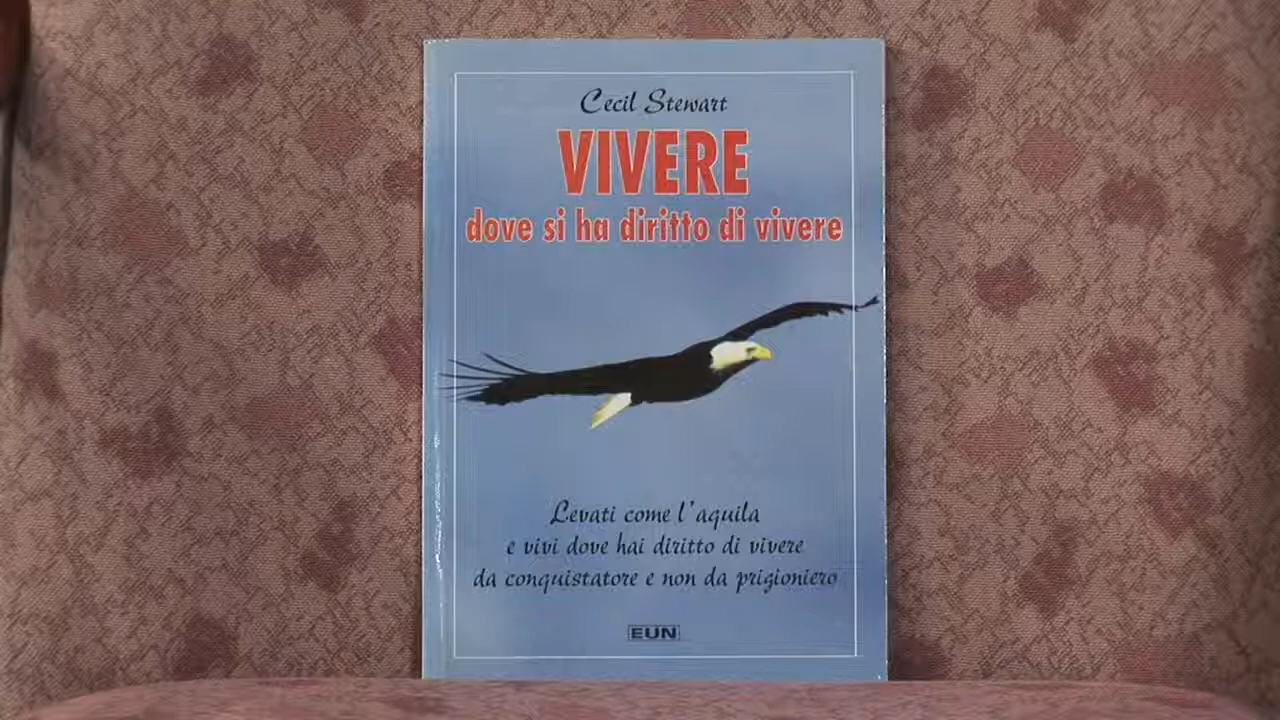 Cecil Stewart
VIVERE
dove si ha diritto di vivere
Levati come l'aquila
e vivi dove hai diritto di vivere
da conquistatore e non da prigioniero
EUN